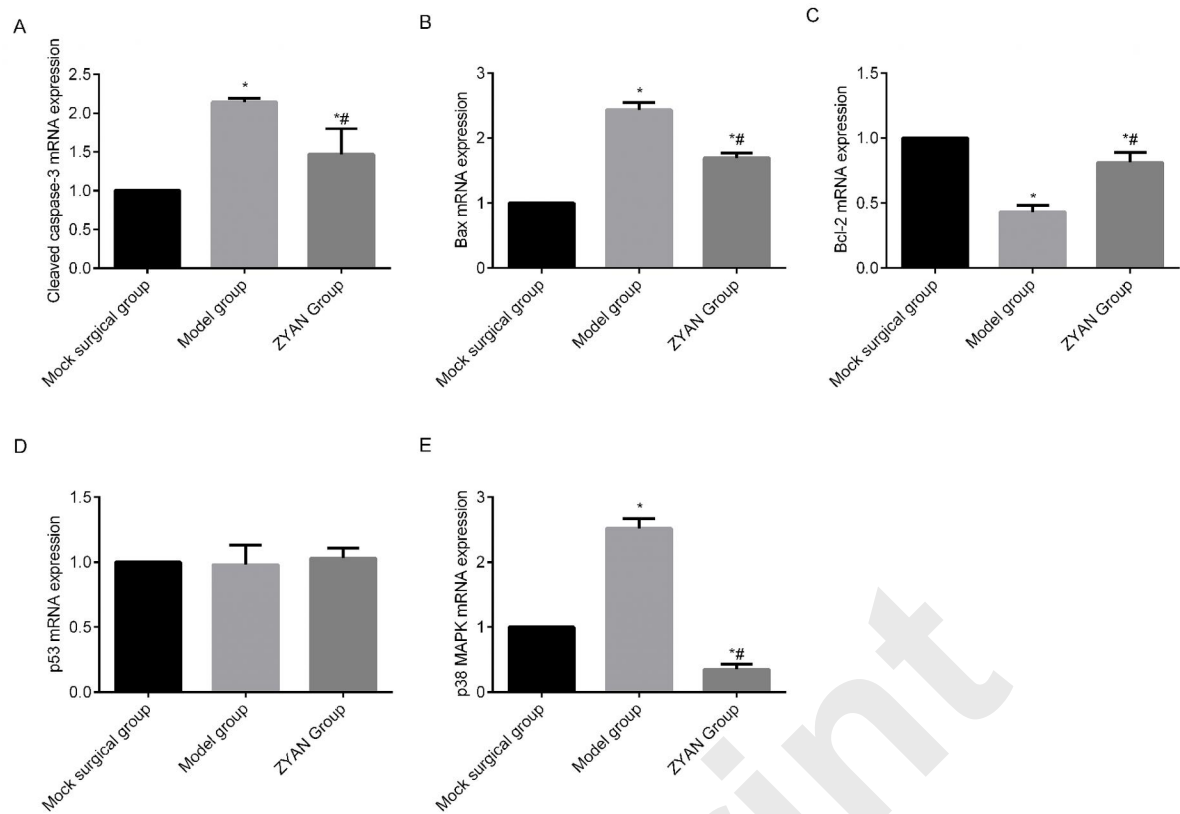 A
Cleaved caspase-3 mRNA expression
2.5
2.0
1.5
1.0
0.5
0.0
*
*#
Mock surgical group
Model group
ZYAN Group
B
Bax mRNA expression
3
2
1
0
*
*#
Mock surgical group
Model group
ZYAN Group
C
Bcl-2 mRNA expression
1.5
1.0
0.5
0.0
*
*#
Mock surgical group
Model group
ZYAN Group
D
p53 mRNA expression
1.5
1.0
0.5
0.0
Mock surgical group
Model group
ZYAN Group
E
p38 MAPK mRNA expression
3
2
1
0
*
*#
Mock surgical group
Model group
ZYAN Group